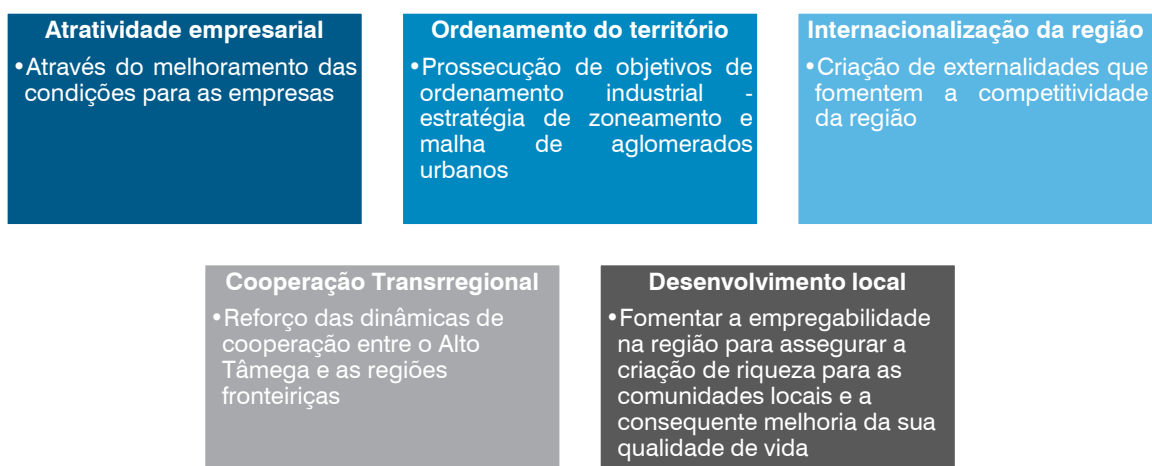 Atratividade empresarial
•Através do melhoramento das
condições para as empresas
Ordenamento do território
•Prossecução de objetivos de
ordenamento industrial -
estratégia de zoneamento e
malha de aglomerados
urbanos
Internacionalização da região
•Criação de externalidades que
fomentem a competitividade
da região
Cooperação Transrregional
•Reforço das dinâmicas de
cooperação entre o Alto
Tâmega e as regiões
fronteiriças
Desenvolvimento local
•Fomentar a empregabilidade
na região para assegurar a
criação de riqueza para as
comunidades locais e a
consequente melhoria da sua
qualidade de vida